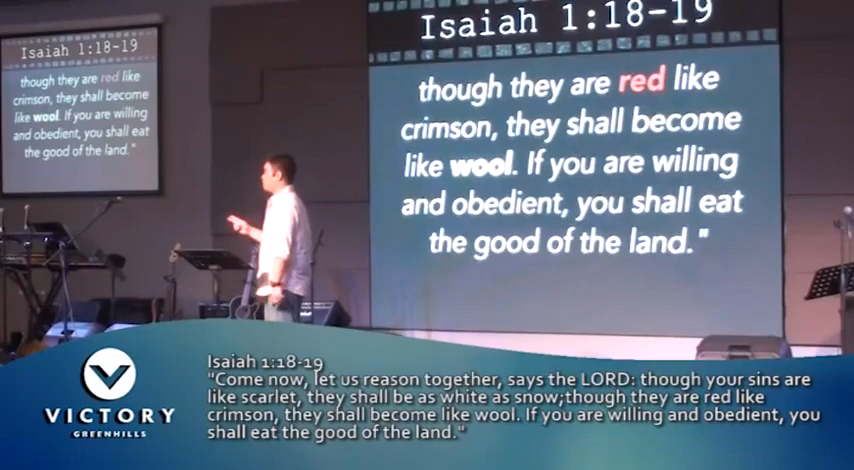 Isaiah 1:18-19
though they are red like
crimson, they shall become
like wool. If you are willing
and obedient, you shall eat
the good of the land."
Isaiah 1:18-19
though they are red like
crimson, they shall become
like wool. If you are willing
and obedient, you shall eat
the good of the land."
VICTORY
GREENHILLS
Isaiah 1:18-19
"Come now, let us reason together, says the LORD: though your sins are
like scarlet, they shall be as white as snow;though they are red like
crimson, they shall become like wool. If you are willing and obedient, you
shall eat the good of the land."